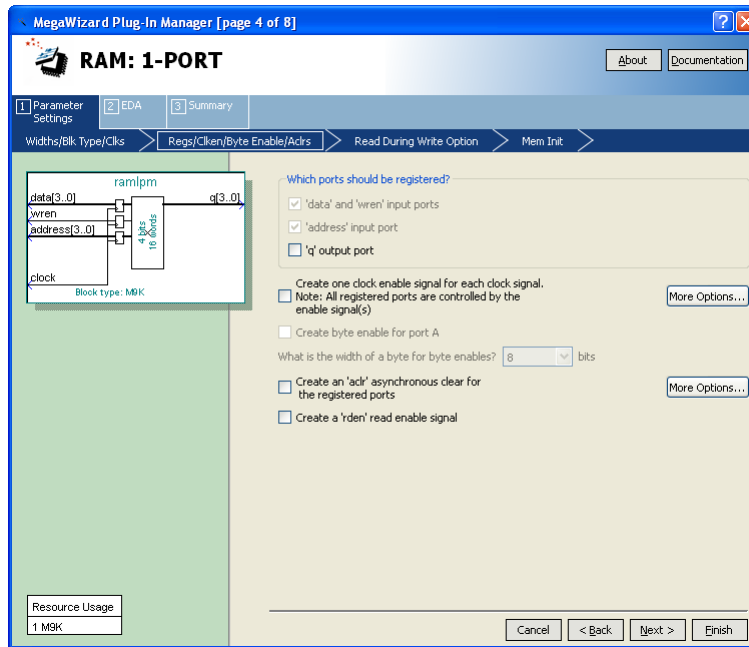 MegaWizard Plug-In Manager [page 4 of 8]
RAM: 1-PORT
About
Documentation
1 Parameter Settings
2 EDA
3 Summary
Widths/Blk Type/Clks
Regs/Clken/Byte Enable/Aclrs
Read During Write Option
Mem Init
ramlpm
data[3..0]
q[3..0]
wren
address[3..0]
4 bits
16 words
clock
Block type: M9K
Which ports should be registered?
'data' and 'wren' input ports
'address' input port
'q' output port
Create one clock enable signal for each clock signal.
Note: All registered ports are controlled by the
enable signal(s)
More Options...
Create byte enable for port A
What is the width of a byte for byte enables? 8 bits
Create an 'aclr' asynchronous clear for
the registered ports
More Options...
Create a 'rden' read enable signal
Resource Usage
1 M9K
Cancel
< Back
Next >
Finish